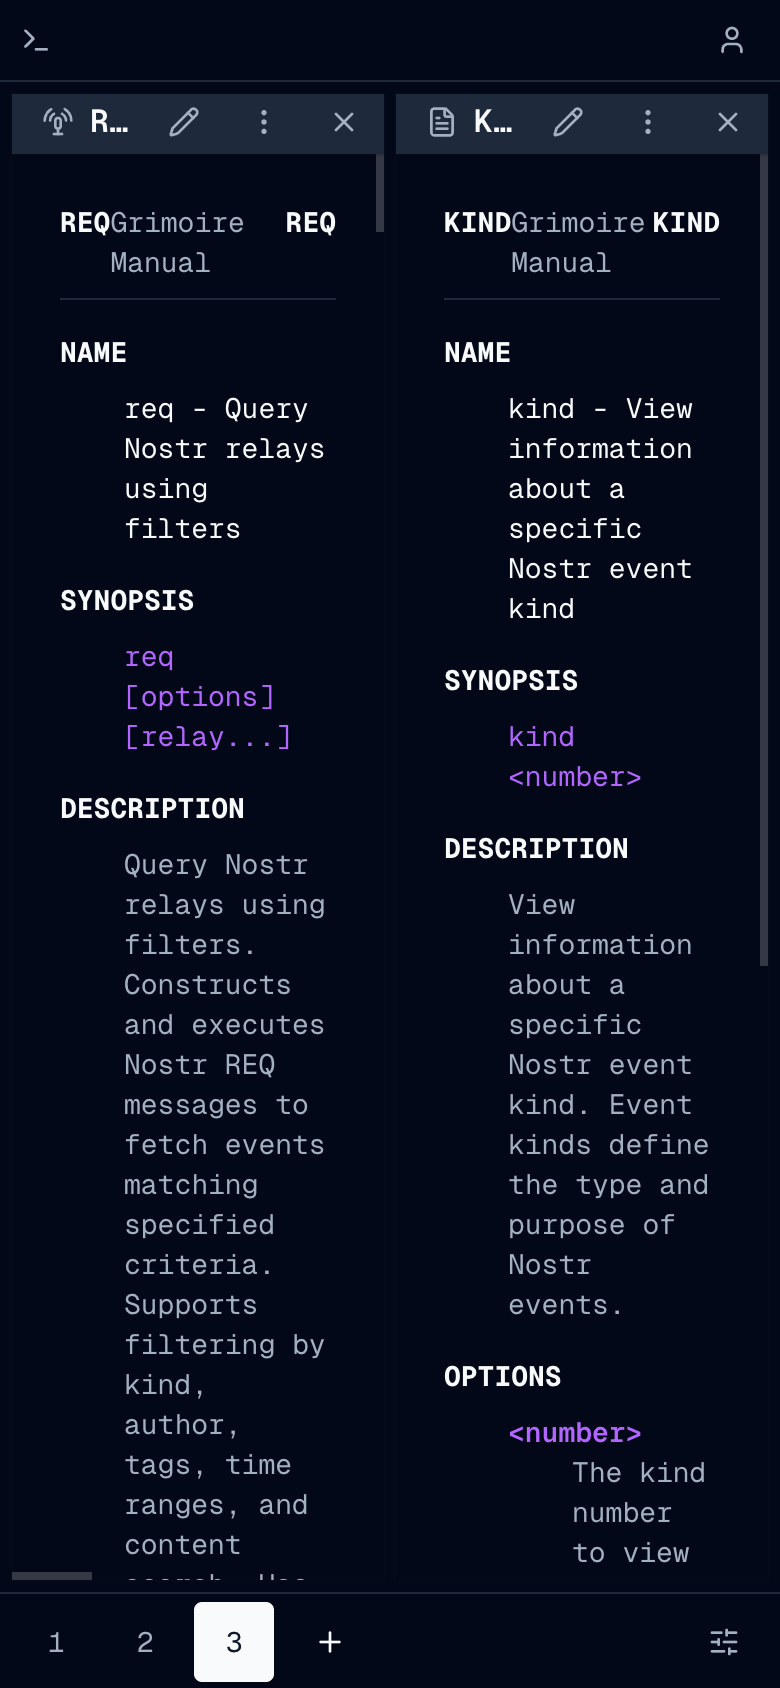 R…
REQ Grimoire Manual REQ
NAME
req - Query
Nostr relays
using
filters
SYNOPSIS
req
[options]
[relay...]
DESCRIPTION
Query Nostr
relays using
filters.
Constructs
and executes
Nostr REQ
messages to
fetch events
matching
specified
criteria.
Supports
filtering by
kind,
author,
tags, time
ranges, and
content
K…
KIND Grimoire Manual KIND
NAME
kind - View
information
about a
specific
Nostr event
kind
SYNOPSIS
kind
<number>
DESCRIPTION
View
information
about a
specific
Nostr event
kind. Event
kinds define
the type and
purpose of
Nostr
events.
OPTIONS
<number>
The kind
number
to view
1 2 3